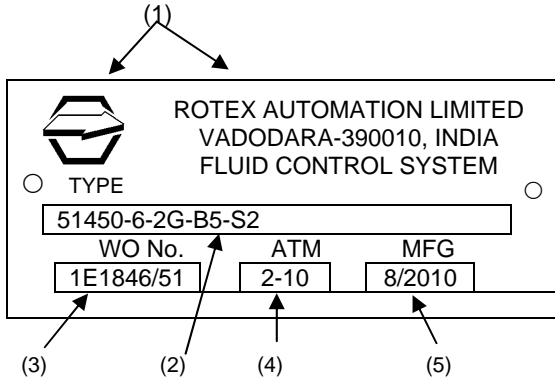 (1)
ROTEX AUTOMATION LIMITED
VADODARA-390010, INDIA
FLUID CONTROL SYSTEM
TYPE
51450-6-2G-B5-S2
WO No. ATM MFG
1E1846/51 2-10 8/2010
(3) (2) (4) (5)